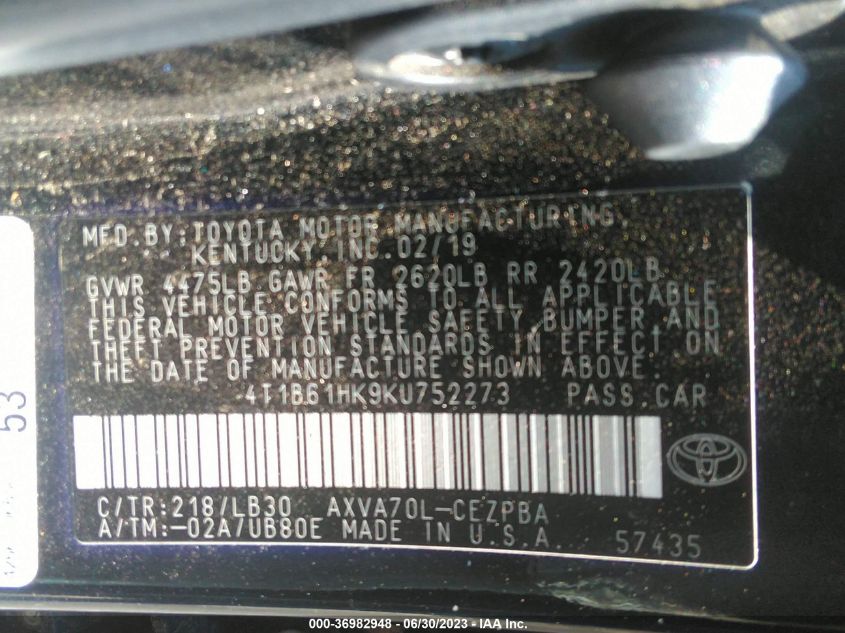 MFD. BY: TOYOTA MOTOR MANUFACTURING
KENTUCKY, INC. 02/19
GVWR 4475LB GAWR FR 2620LB RR 2420LB
THIS VEHICLE CONFORMS TO ALL APPLICABLE
FEDERAL MOTOR VEHICLE SAFETY, BUMPER, AND
THEFT PREVENTION STANDARDS IN EFFECT ON
THE DATE OF MANUFACTURE SHOWN ABOVE.
4T1B61HK9KU752273 PASS. CAR
C/TR: 218/LB30 AXVA70L-CEZPBA
A/TM: -02A/UB80E MADE IN U.S.A.
57435
53
000-36982948 - 06/30/2023 - IAA Inc.